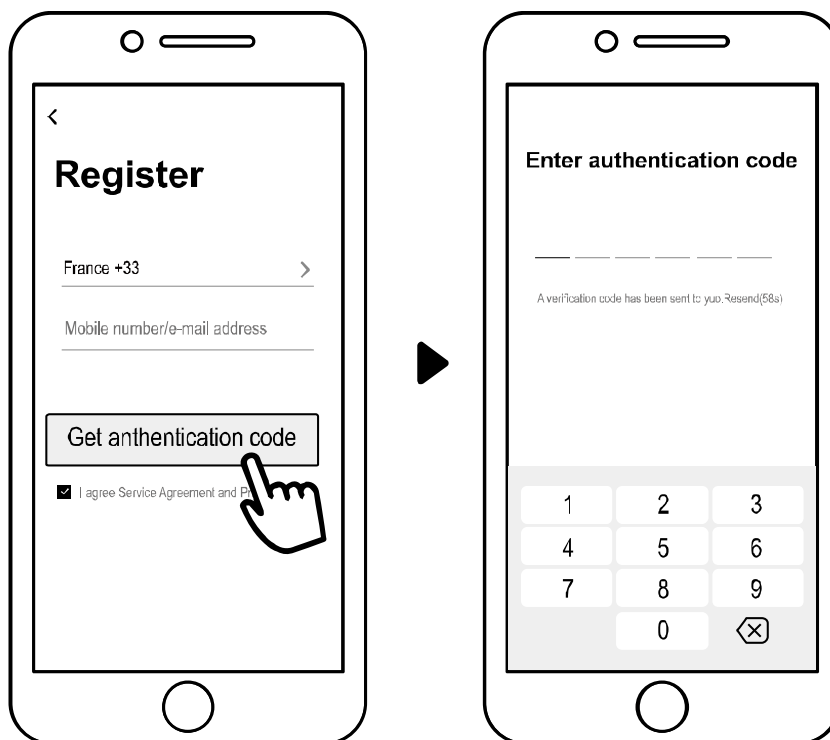 Register
France +33
Mobile number/e-mail address
Get anthentication code
I agree Service Agreement and Pr
Enter authentication code
A verification code has been sent to yuo.Resend(58s)
1 2 3
4 5 6
7 8 9
0